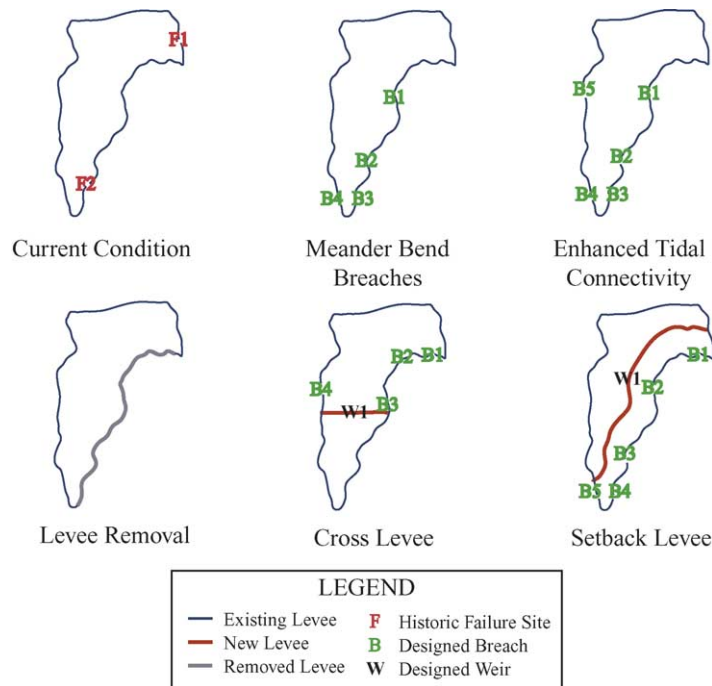 F1
F2
Current Condition
B1
B2
B4 B3
Meander Bend
Breaches
B5 B1
B2
B4 B3
Enhanced Tidal
Connectivity
Levee Removal
B2 B1
B4
W1 B3
Cross Levee
B1
W1 B2
B3
B5 B4
Setback Levee
LEGEND
Existing Levee F Historic Failure Site
New Levee B Designed Breach
Removed Levee W Designed Weir